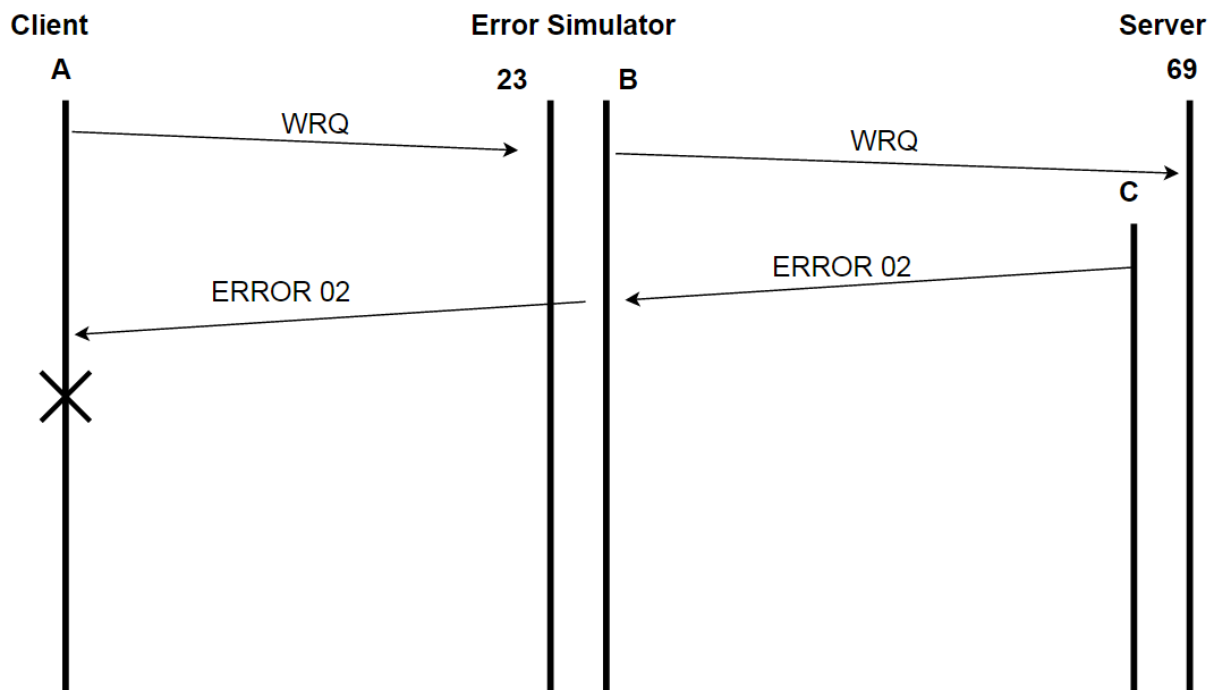 Client Error Simulator Server
A 23 B 69
WRQ
WRQ
C
ERROR 02
ERROR 02